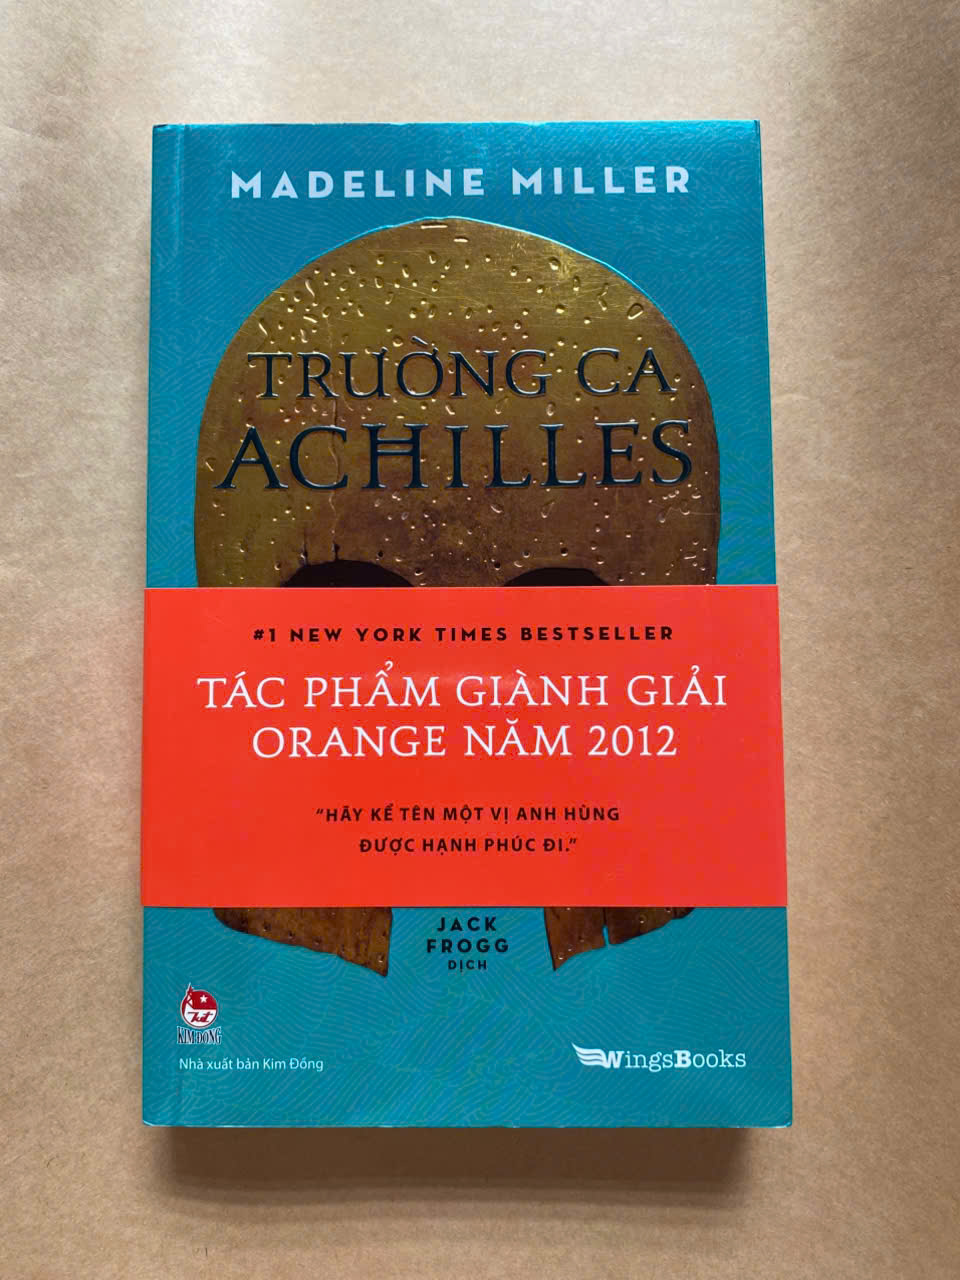 MADELINE MILLER
TRƯỜNG CA
ACHILLES
#1 NEW YORK TIMES BESTSELLER
TÁC PHẨM GIÀNH GIẢI
ORANGE NĂM 2012
“HÃY KỂ TÊN MỘT VỊ ANH HÙNG
ĐƯỢC HẠNH PHÚC ĐI.”
JACK
FROGG
DỊCH
KIM ĐỒNG
Nhà xuất bản Kim Đồng
WingsBooks